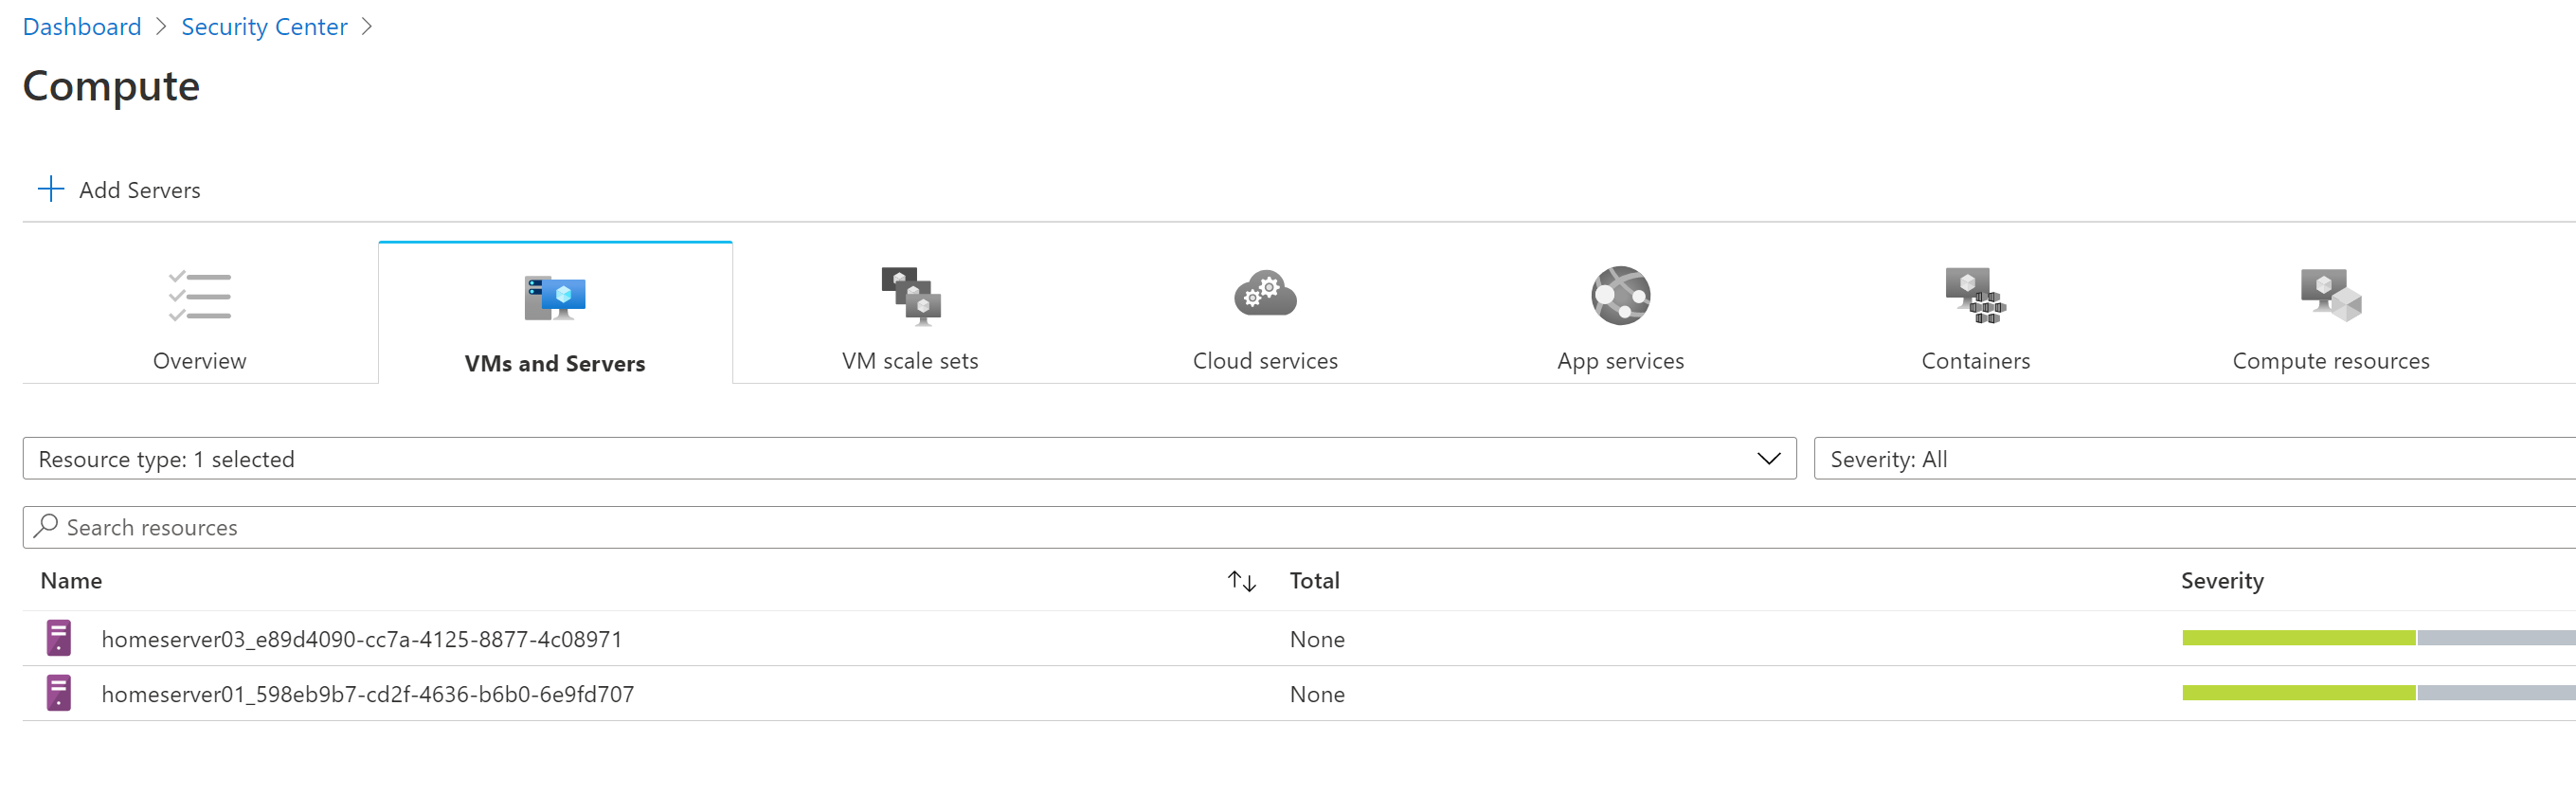 Dashboard > Security Center >
Compute
+ Add Servers
Overview
VMs and Servers
VM scale sets
Cloud services
App services
Containers
Compute resources
Resource type: 1 selected
Severity: All
Search resources
Name Total Severity
homeserver03_e89d4090-cc7a-4125-8877-4c08971 None
homeserver01_598eb9b7-cd2f-4636-b6b0-6e9fd707 None